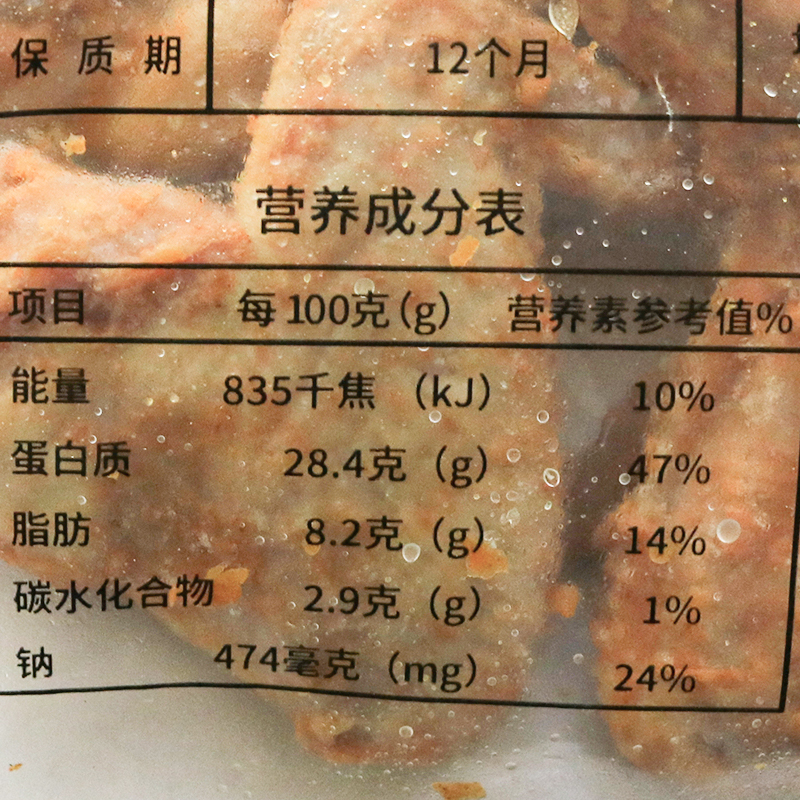 保 质 期 12个月
营养成分表
项目 每100克(g) 营养素参考值%
能量 835千焦 (kJ) 10%
蛋白质 28.4克 (g) 47%
脂肪 8.2克 (g) 14%
碳水化合物 2.9克 (g) 1%
钠 474毫克 (mg) 24%